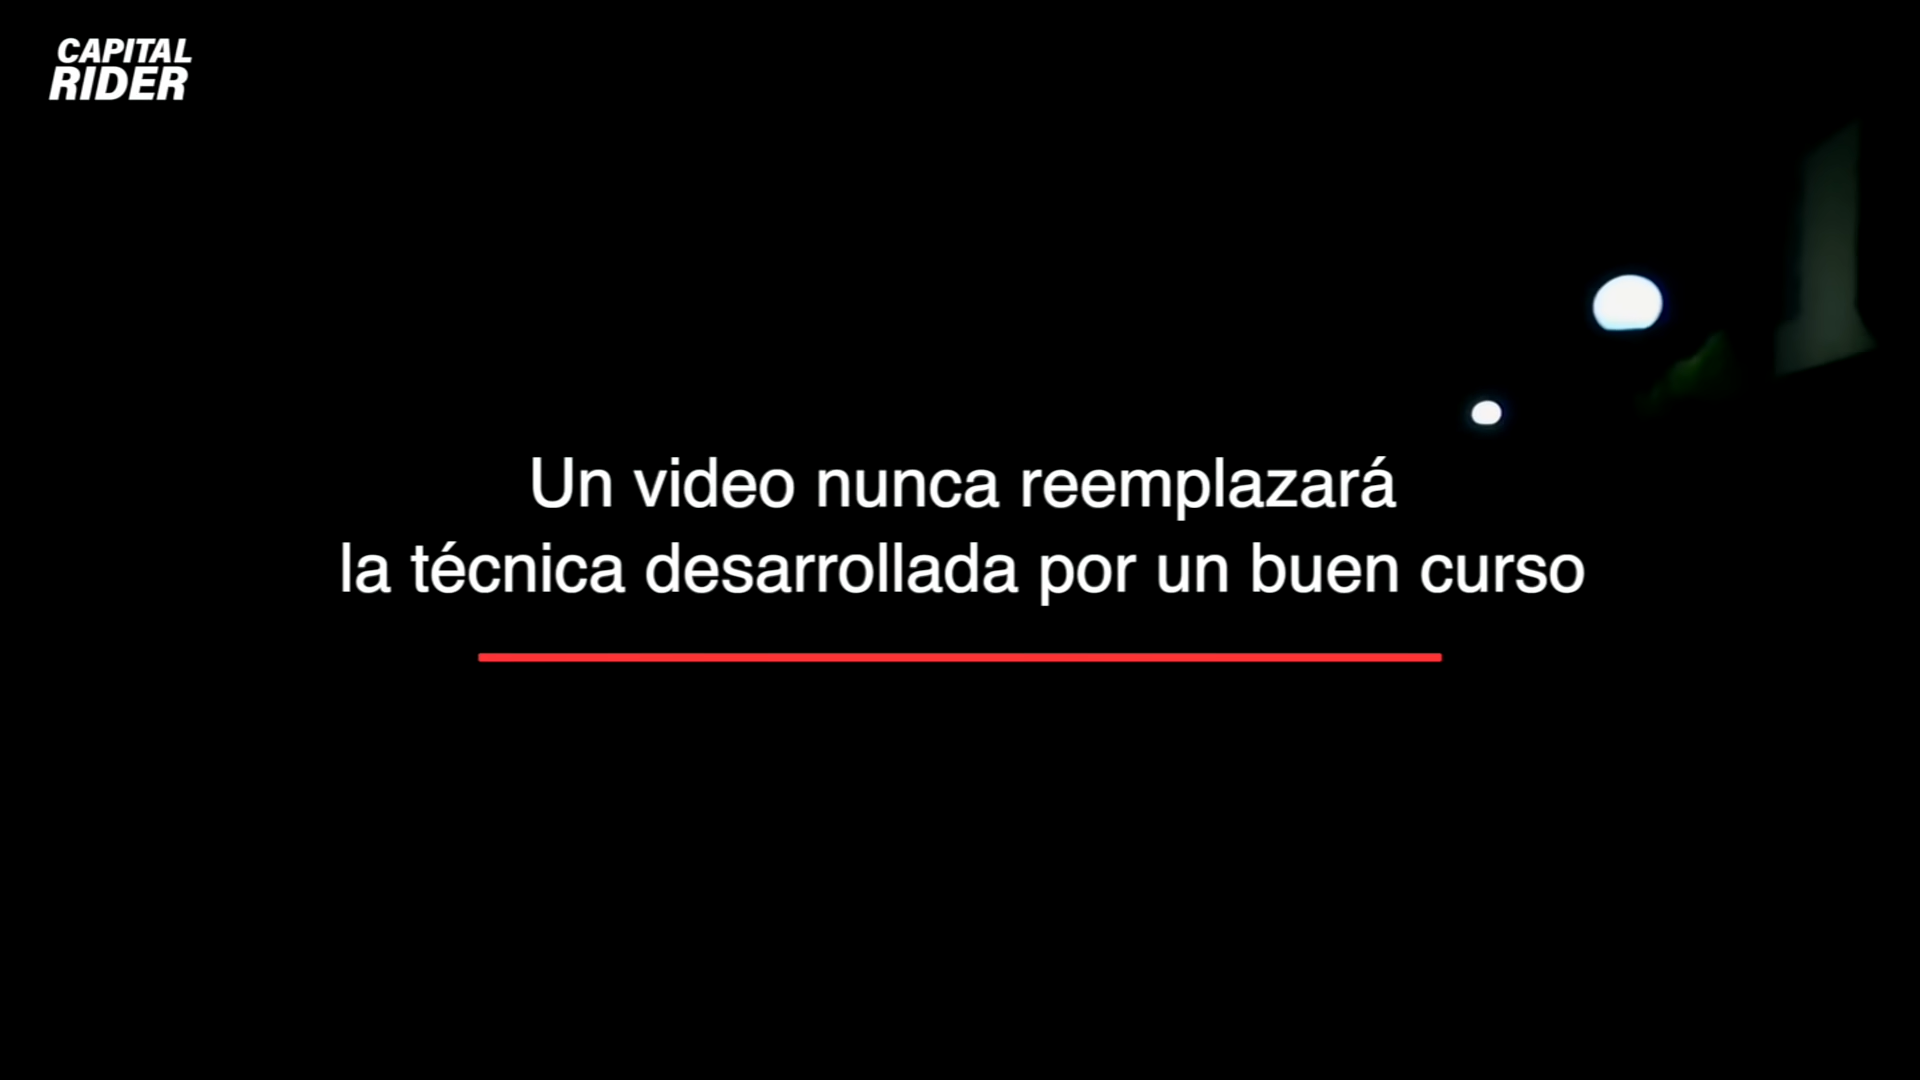 CAPITAL
RIDER
Un video nunca reemplazará
la técnica desarrollada por un buen curso